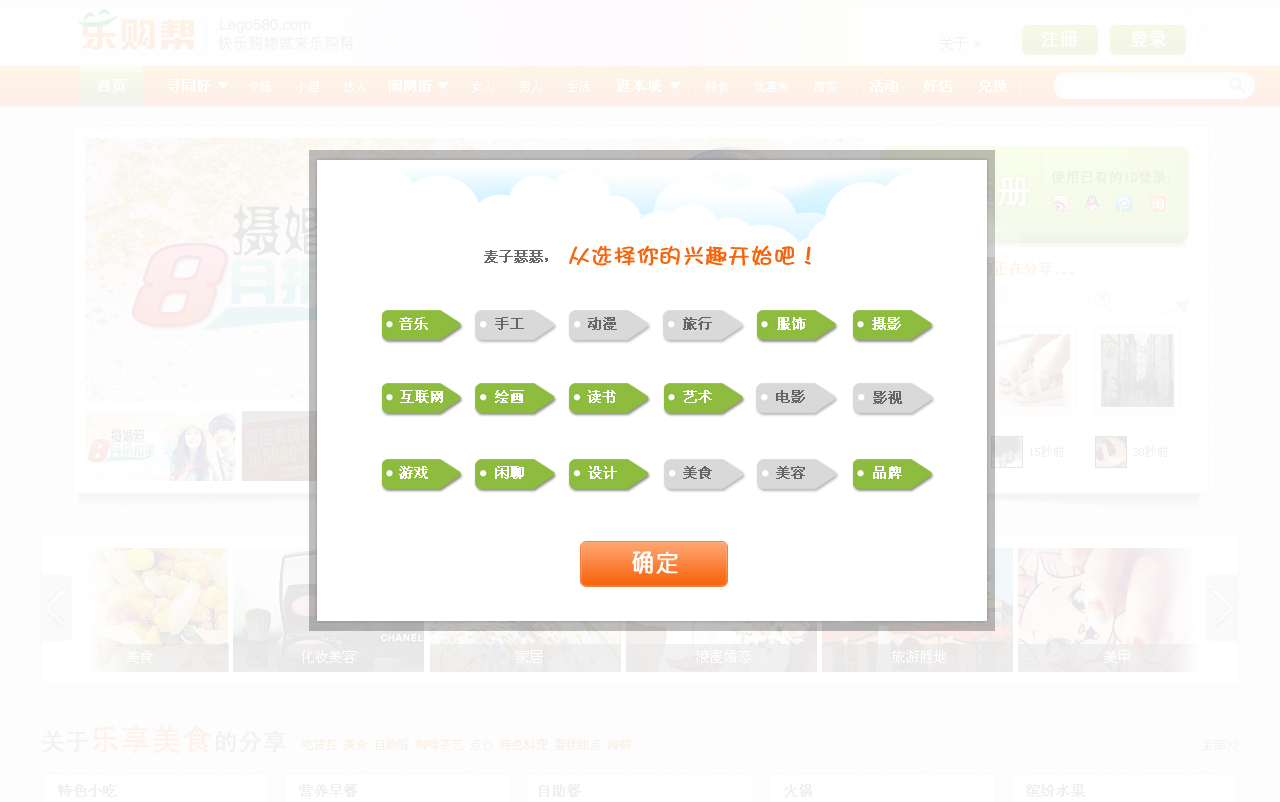 乐购帮
Lego580.com
快乐购物就来乐购帮
关于
注册
登录
首页 寻同好 专辑 小组 达人 淘网街 女人 男人 生活 逛本城 特价 优惠券 商家 活动 好店 兑换
使用已有的ID登录：
册
摄婚
8
正在分享...
麦子瑟瑟， 从选择你的兴趣开始吧！
音乐 手工 动漫 旅行 服饰 摄影
互联网 绘画 读书 艺术 电影 影视
游戏 闲聊 设计 美食 美容 品牌
确定
15秒前
30秒前
CHANEL
美食 化妆美容 家居 旅游胜地 美甲
关于乐享美食的分享
美食 自助餐 咖啡茶艺 点心 特色料理 蛋糕甜点 海鲜
全部>>
特色小吃 营养早餐 自助餐 火锅 缤纷水果